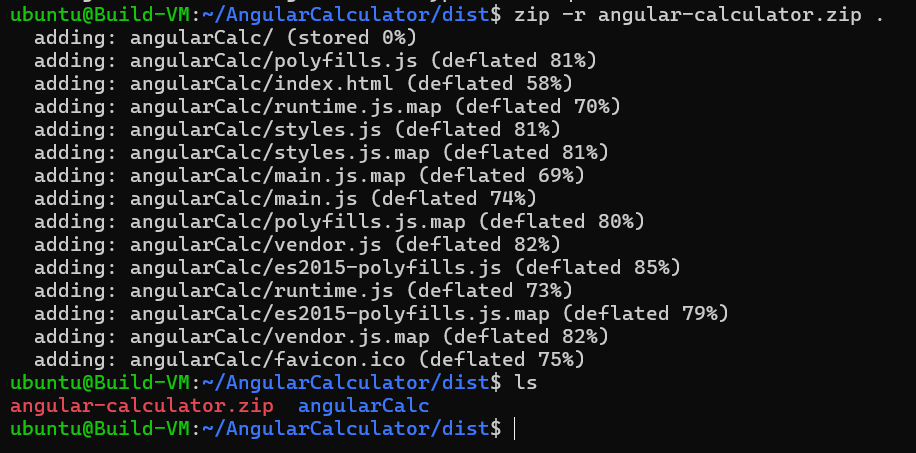 ubuntu@Build-VM:~/AngularCalculator/dist$ zip -r angular-calculator.zip .
  adding: angularCalc/ (stored 0%)
  adding: angularCalc/polyfills.js (deflated 81%)
  adding: angularCalc/index.html (deflated 58%)
  adding: angularCalc/runtime.js.map (deflated 70%)
  adding: angularCalc/styles.js (deflated 81%)
  adding: angularCalc/styles.js.map (deflated 81%)
  adding: angularCalc/main.js.map (deflated 69%)
  adding: angularCalc/main.js (deflated 74%)
  adding: angularCalc/polyfills.js.map (deflated 80%)
  adding: angularCalc/vendor.js (deflated 82%)
  adding: angularCalc/es2015-polyfills.js (deflated 85%)
  adding: angularCalc/runtime.js (deflated 73%)
  adding: angularCalc/es2015-polyfills.js.map (deflated 79%)
  adding: angularCalc/vendor.js.map (deflated 82%)
  adding: angularCalc/favicon.ico (deflated 75%)
ubuntu@Build-VM:~/AngularCalculator/dist$ ls
angular-calculator.zip  angularCalc
ubuntu@Build-VM:~/AngularCalculator/dist$